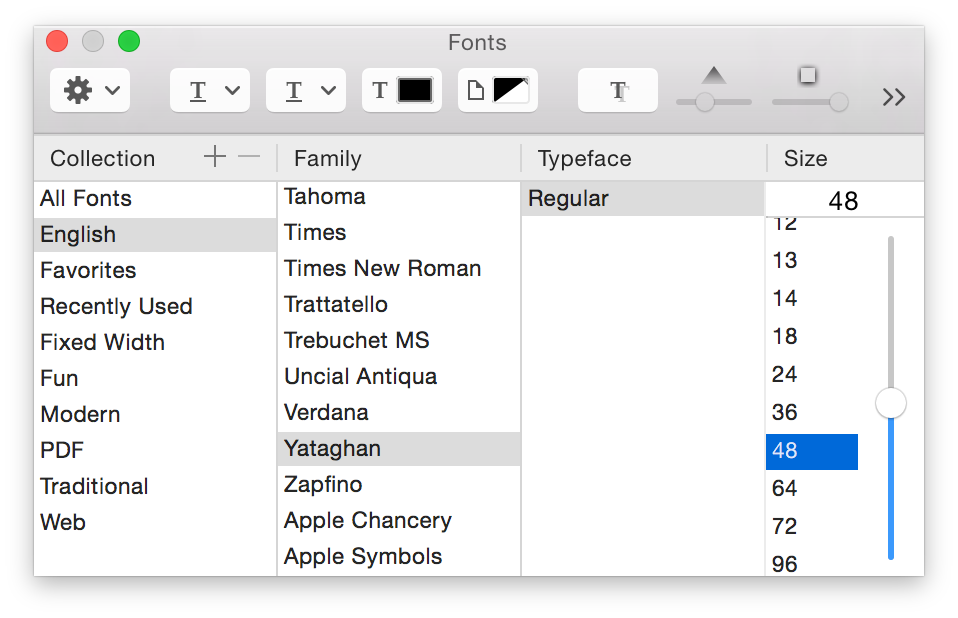 Fonts
Collection
Family
Typeface
Size
All Fonts
English
Favorites
Recently Used
Fixed Width
Fun
Modern
PDF
Traditional
Web
Tahoma
Times
Times New Roman
Trattatello
Trebuchet MS
Uncial Antiqua
Verdana
Yataghan
Zapfino
Apple Chancery
Apple Symbols
Regular
48
12
13
14
18
24
36
48
64
72
96